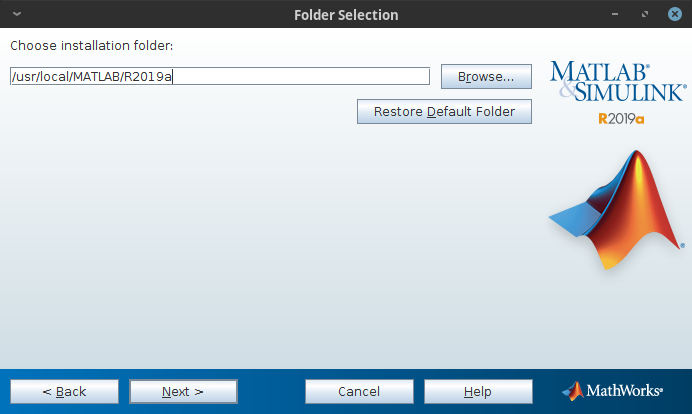 Folder Selection
Choose installation folder:
/usr/local/MATLAB/R2019a
Browse...
Restore Default Folder
MATLAB®
&SIMULINK®
R2019a
®
< Back
Next >
Cancel
Help
MathWorks®